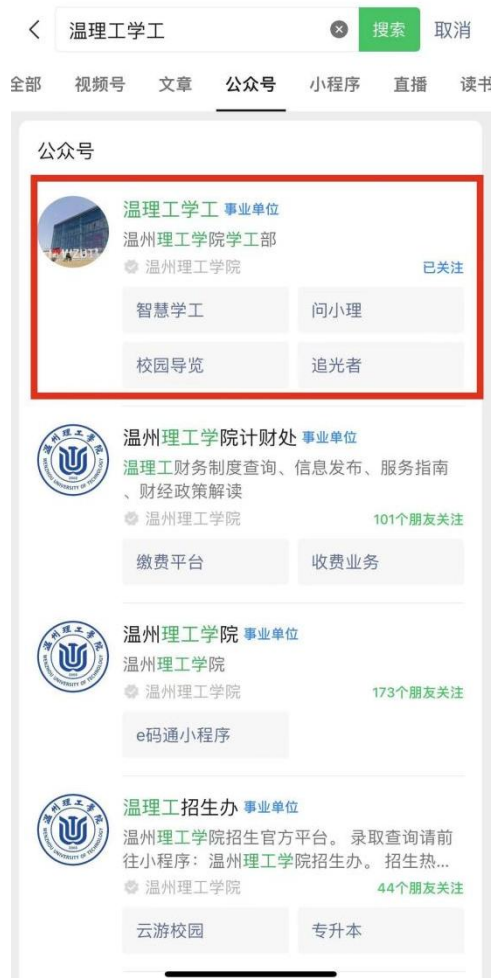 温理工学工
搜索
取消
全部 视频号 文章 公众号 小程序 直播 读书
公众号
温理工学工 事业单位
温州理工学院学工部
温州理工学院
已关注
智慧学工 问小理
校园导览 追光者
温州理工学院计财处 事业单位
温理工财务制度查询、信息发布、服务指南
、财经政策解读
温州理工学院
101个朋友关注
缴费平台 收费业务
温州理工学院 事业单位
温州理工学院
温州理工学院
173个朋友关注
e码通小程序
温理工招生办 事业单位
温州理工学院招生官方平台。 录取查询请前
往小程序：温州理工学院招生办。 招生热...
温州理工学院
44个朋友关注
云游校园 专升本